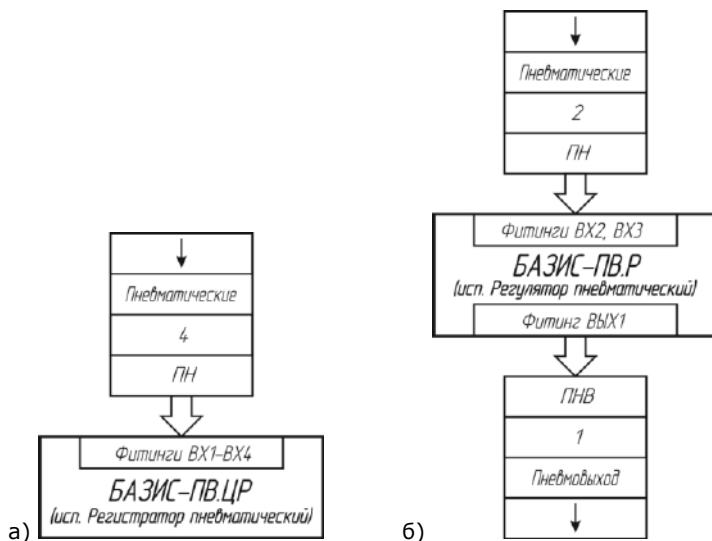 Пневматические
4
ПН
Фитинги ВХ1-ВХ4
БАЗИС-ПВ.ЦР
(исп. Регистратор пневматический)
а)
Пневматические
2
ПН
Фитинги ВХ2, ВХ3
БАЗИС-ПВ.Р
(исп. Регулятор пневматический)
Фитинг ВЫХ1
ПНВ
1
Пневмовыход
б)